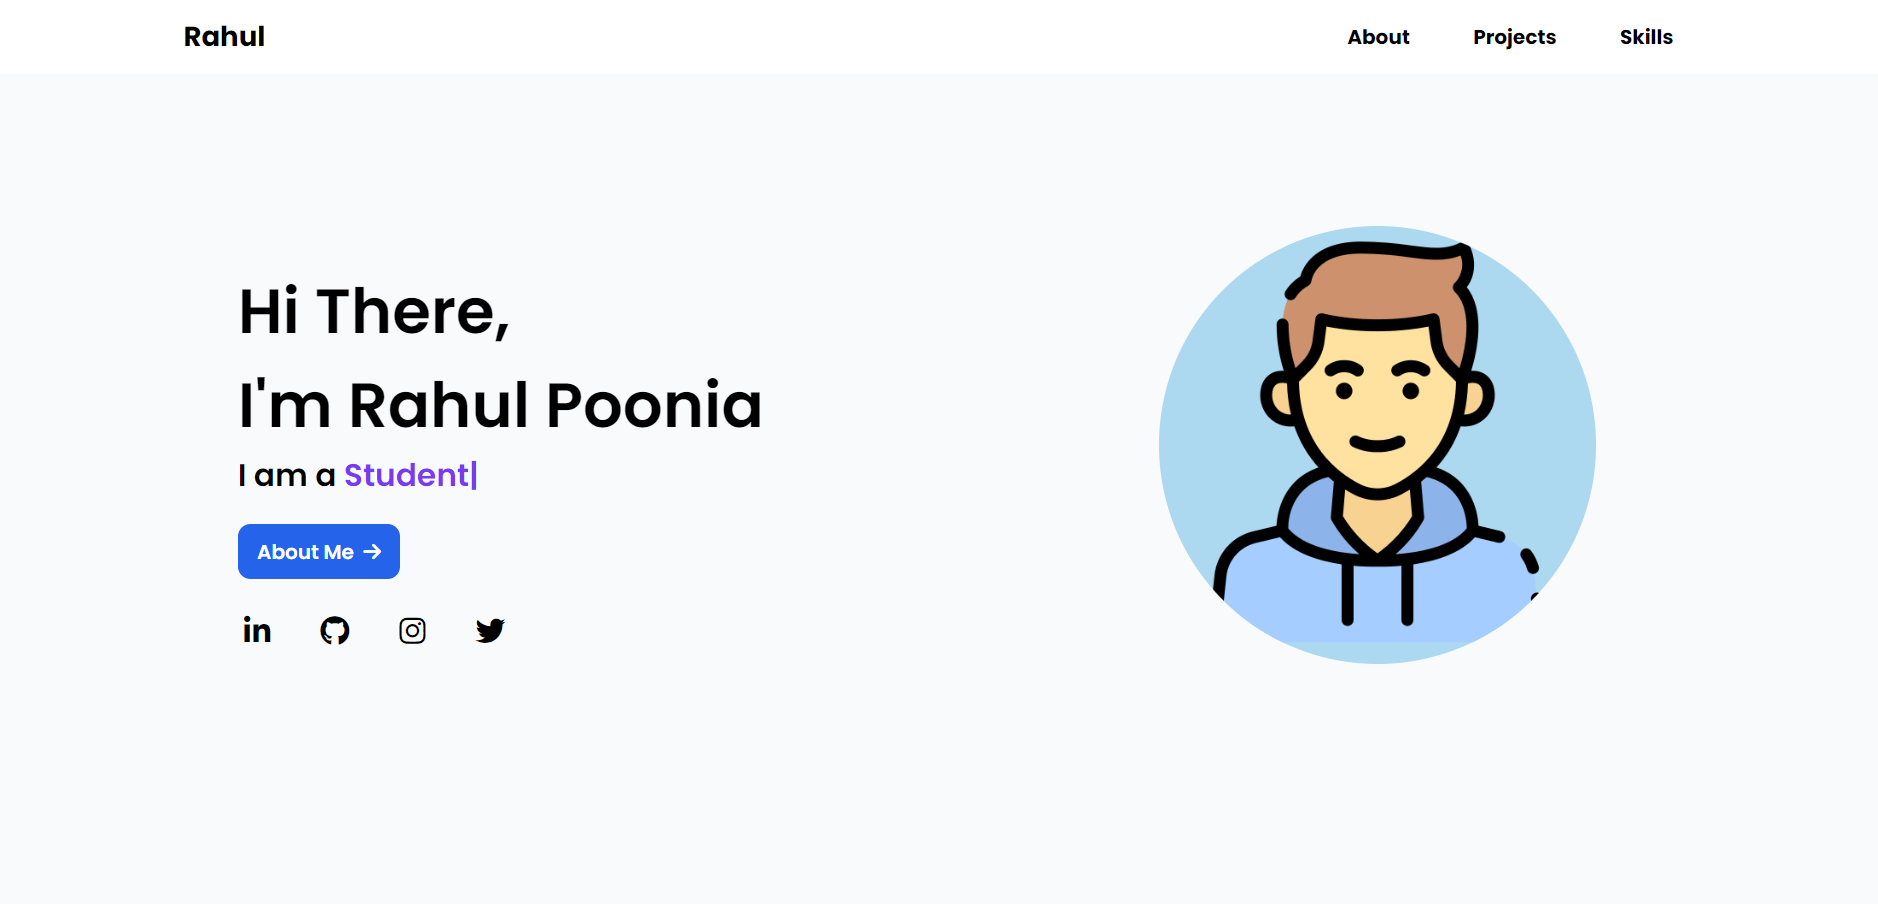 Rahul
About Projects Skills
Hi There,
I'm Rahul Poonia
I am a Student|
About Me →
in